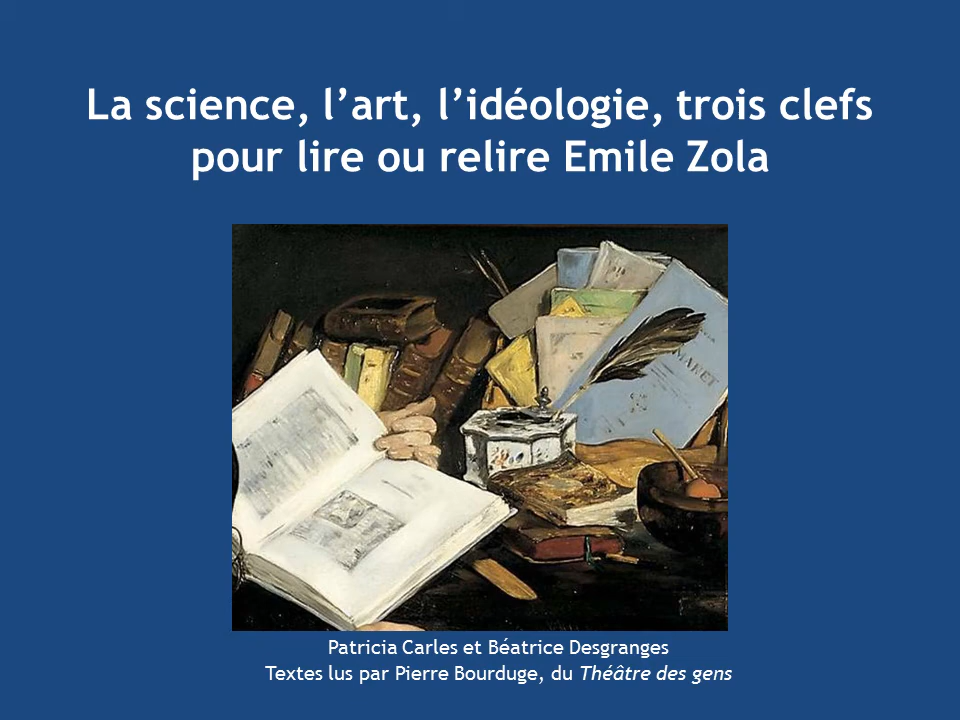 La science, l’art, l’idéologie, trois clefs
pour lire ou relire Emile Zola
MANET
Patricia Carles et Béatrice Desgranges
Textes lus par Pierre Bourduge, du Théâtre des gens